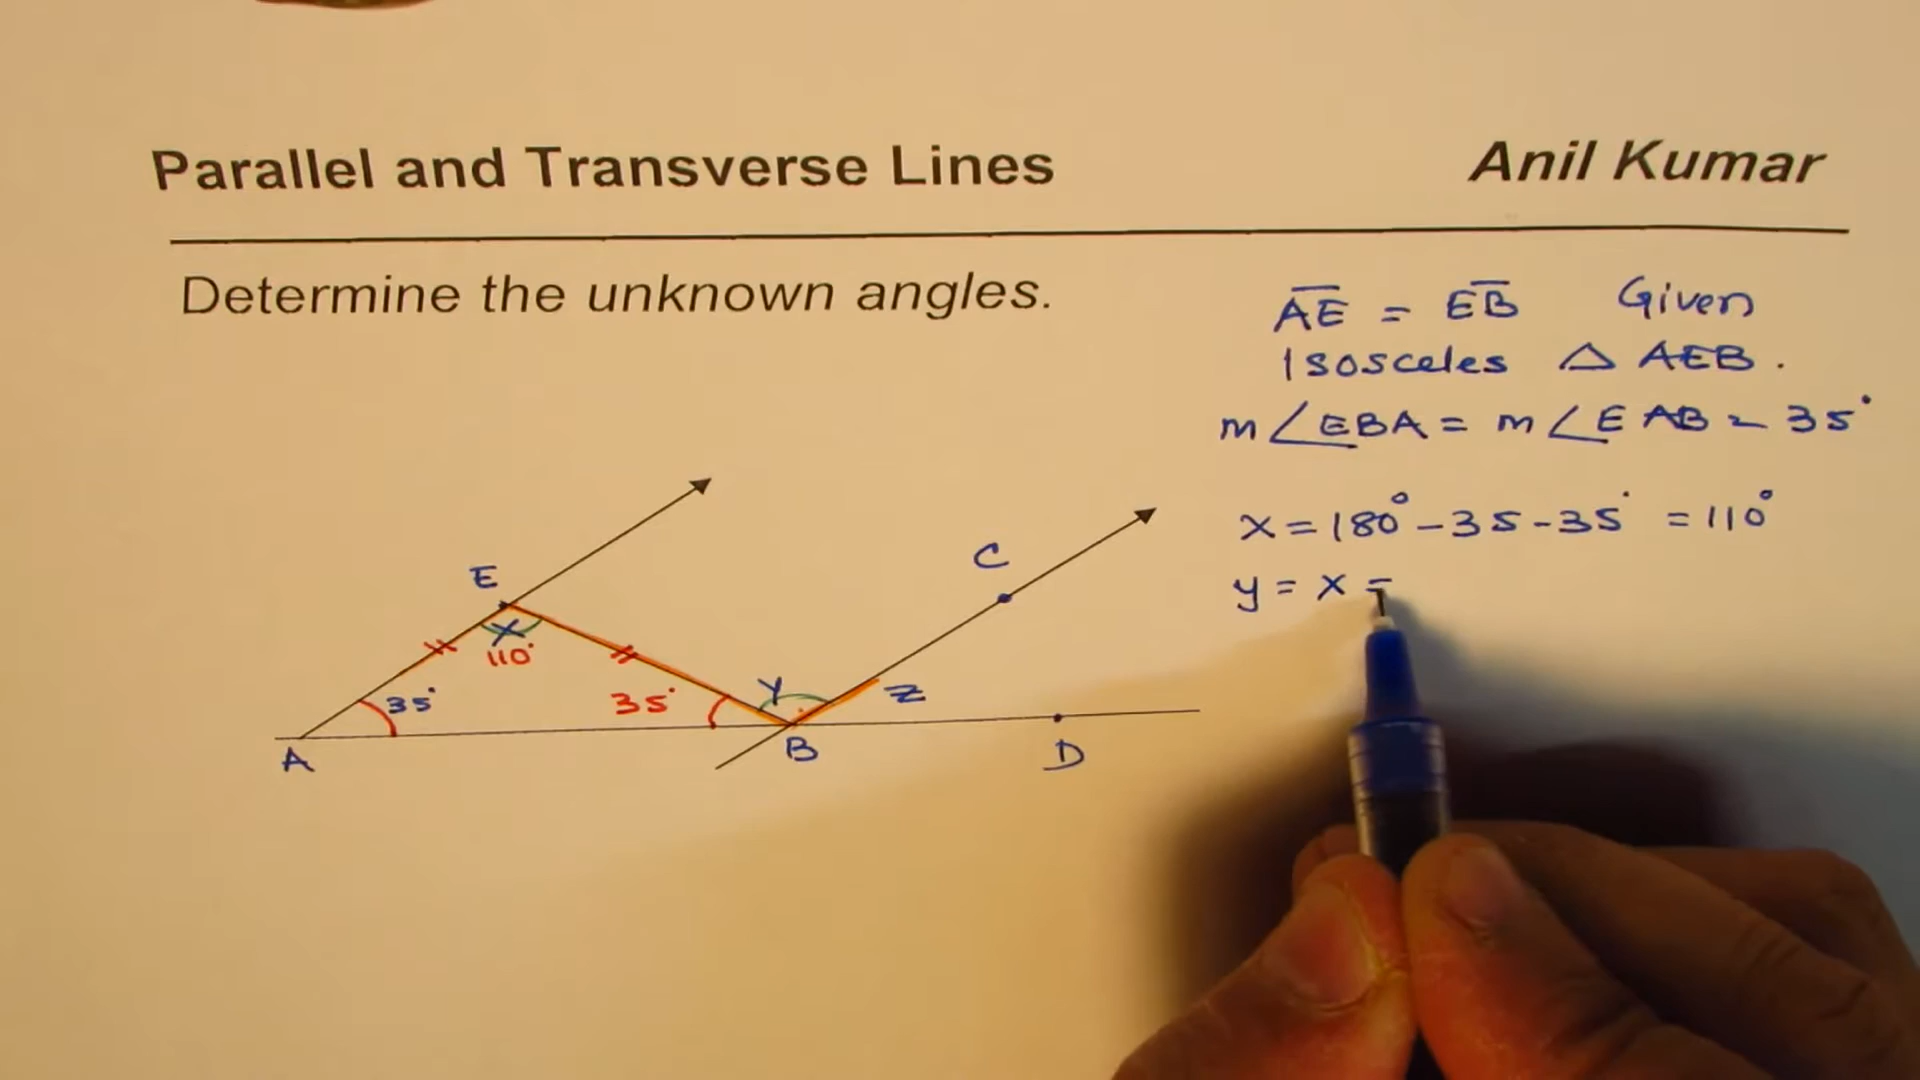 Parallel and Transverse Lines Anil Kumar
Determine the unknown angles.
AE = EB Given
Isosceles △ AEB.
m∠EBA = m∠EAB = 35°
x = 180° - 35 - 35° = 110°
y = x =
E
C
X
110°
35°
35°
Y
Z
A
B
D